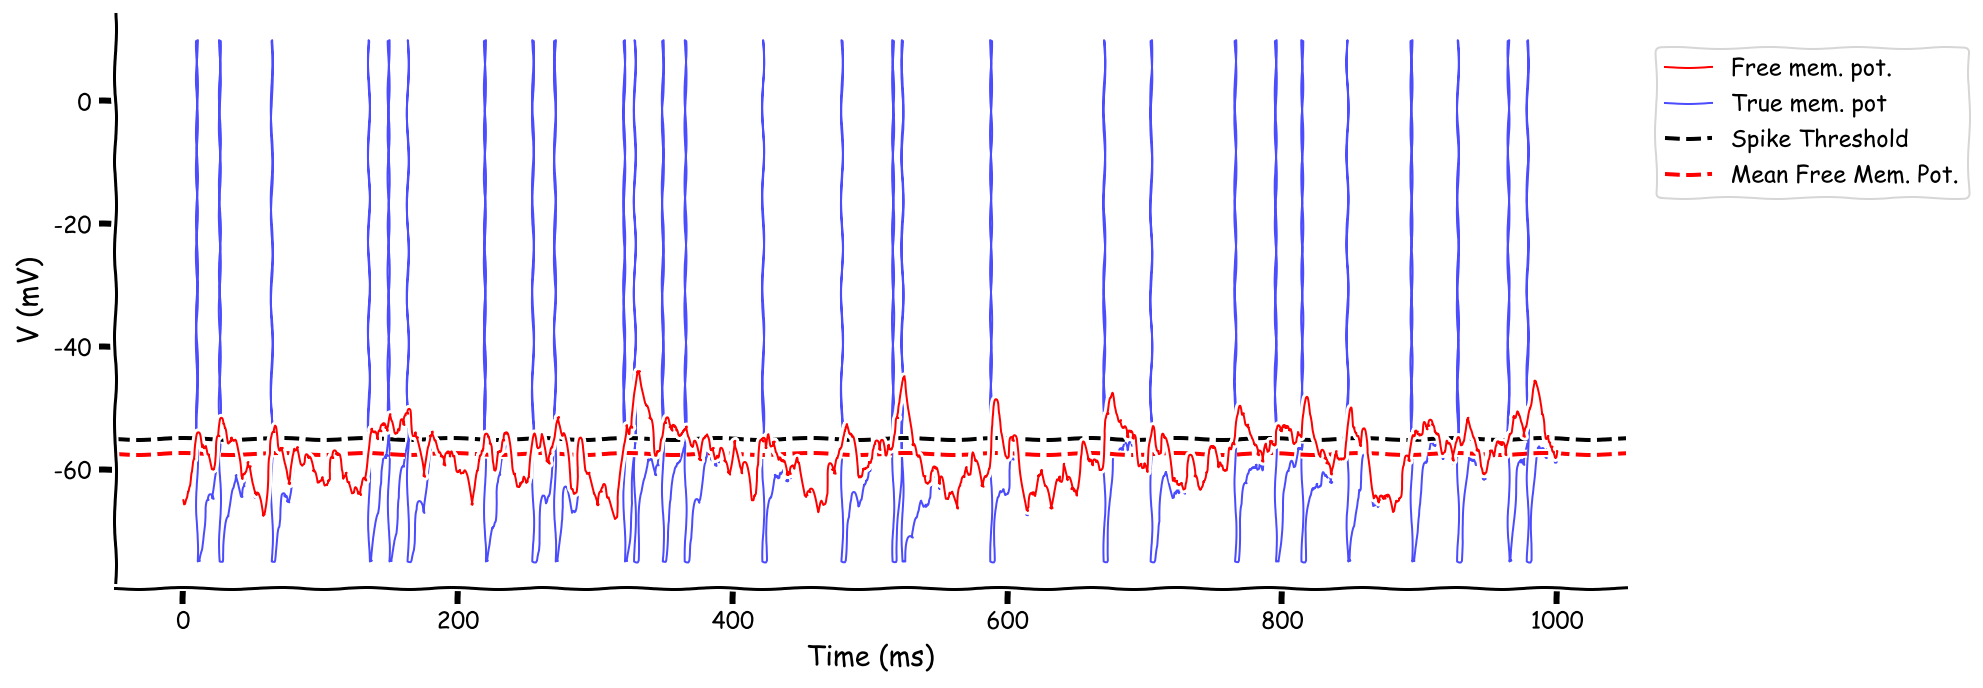 Free mem. pot.
True mem. pot
Spike Threshold
Mean Free Mem. Pot.
V (mV)
0
-20
-40
-60
0 200 400 600 800 1000
Time (ms)